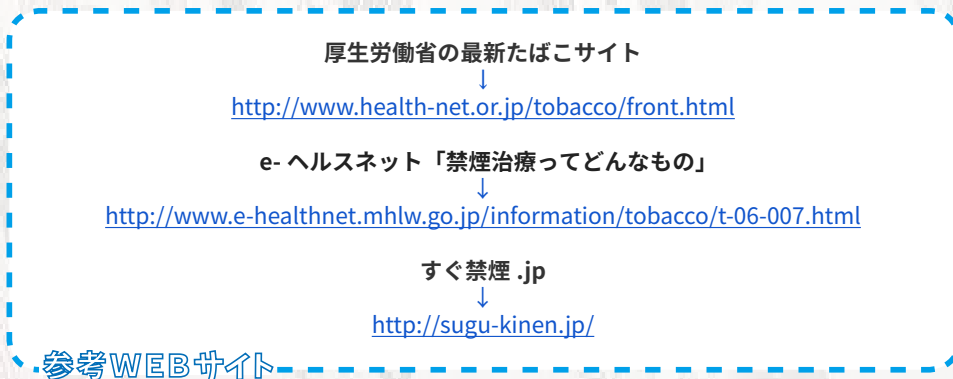 厚生労働省の最新たばこサイト
↓
http://www.health-net.or.jp/tobacco/front.html
e- ヘルスネット「禁煙治療ってどんなもの」
↓
http://www.e-healthnet.mhlw.go.jp/information/tobacco/t-06-007.html
すぐ禁煙 .jp
↓
http://sugu-kinen.jp/
参考WEBサイト